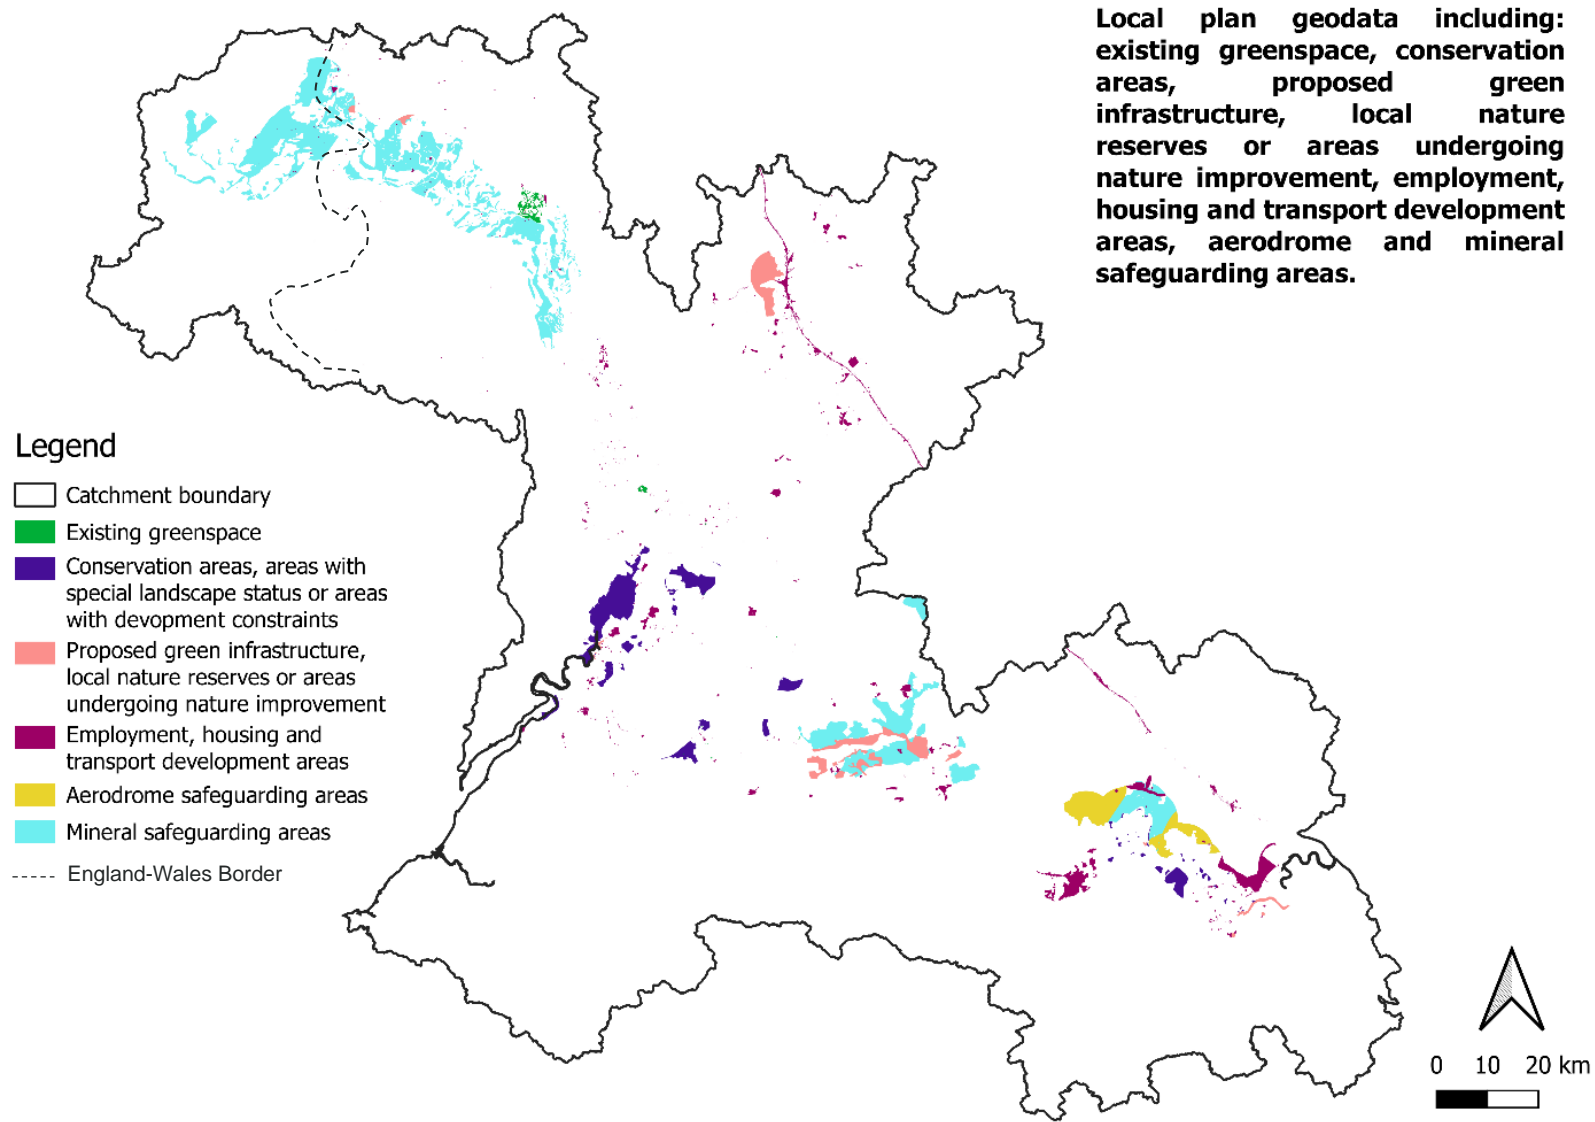 Local plan geodata including:
existing greenspace, conservation
areas, proposed green
infrastructure, local nature
reserves or areas undergoing
nature improvement, employment,
housing and transport development
areas, aerodrome and mineral
safeguarding areas.
Legend
Catchment boundary
Existing greenspace
Conservation areas, areas with
special landscape status or areas
with devopment constraints
Proposed green infrastructure,
local nature reserves or areas
undergoing nature improvement
Employment, housing and
transport development areas
Aerodrome safeguarding areas
Mineral safeguarding areas
England-Wales Border
0 10 20 km